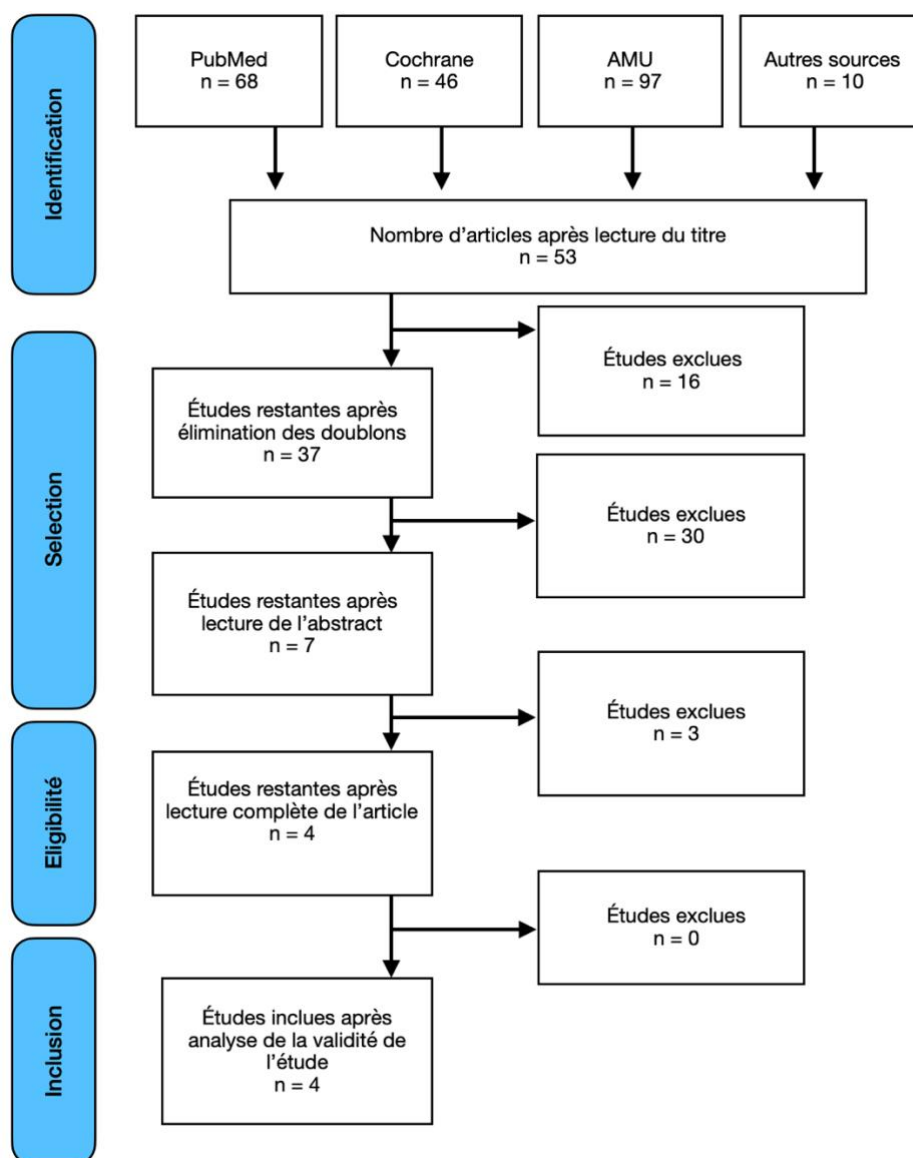 Identification
PubMed
n = 68
Cochrane
n = 46
AMU
n = 97
Autres sources
n = 10
Nombre d'articles après lecture du titre
n = 53
Selection
Études exclues
n = 16
Études restantes après
élimination des doublons
n = 37
Études exclues
n = 30
Études restantes après
lecture de l'abstract
n = 7
Études exclues
n = 3
Eligibilité
Études restantes après
lecture complète de l'article
n = 4
Études exclues
n = 0
Inclusion
Études inclues après
analyse de la validité de
l'étude
n = 4